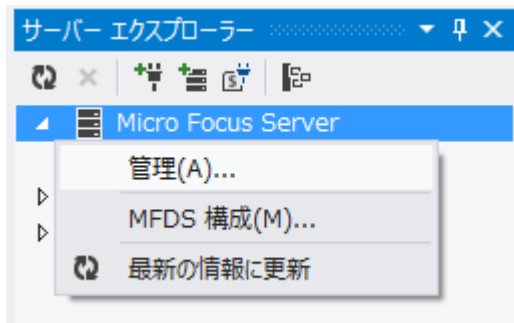 サーバー エクスプローラー
Micro Focus Server
管理(A)...
MFDS 構成(M)...
最新の情報に更新